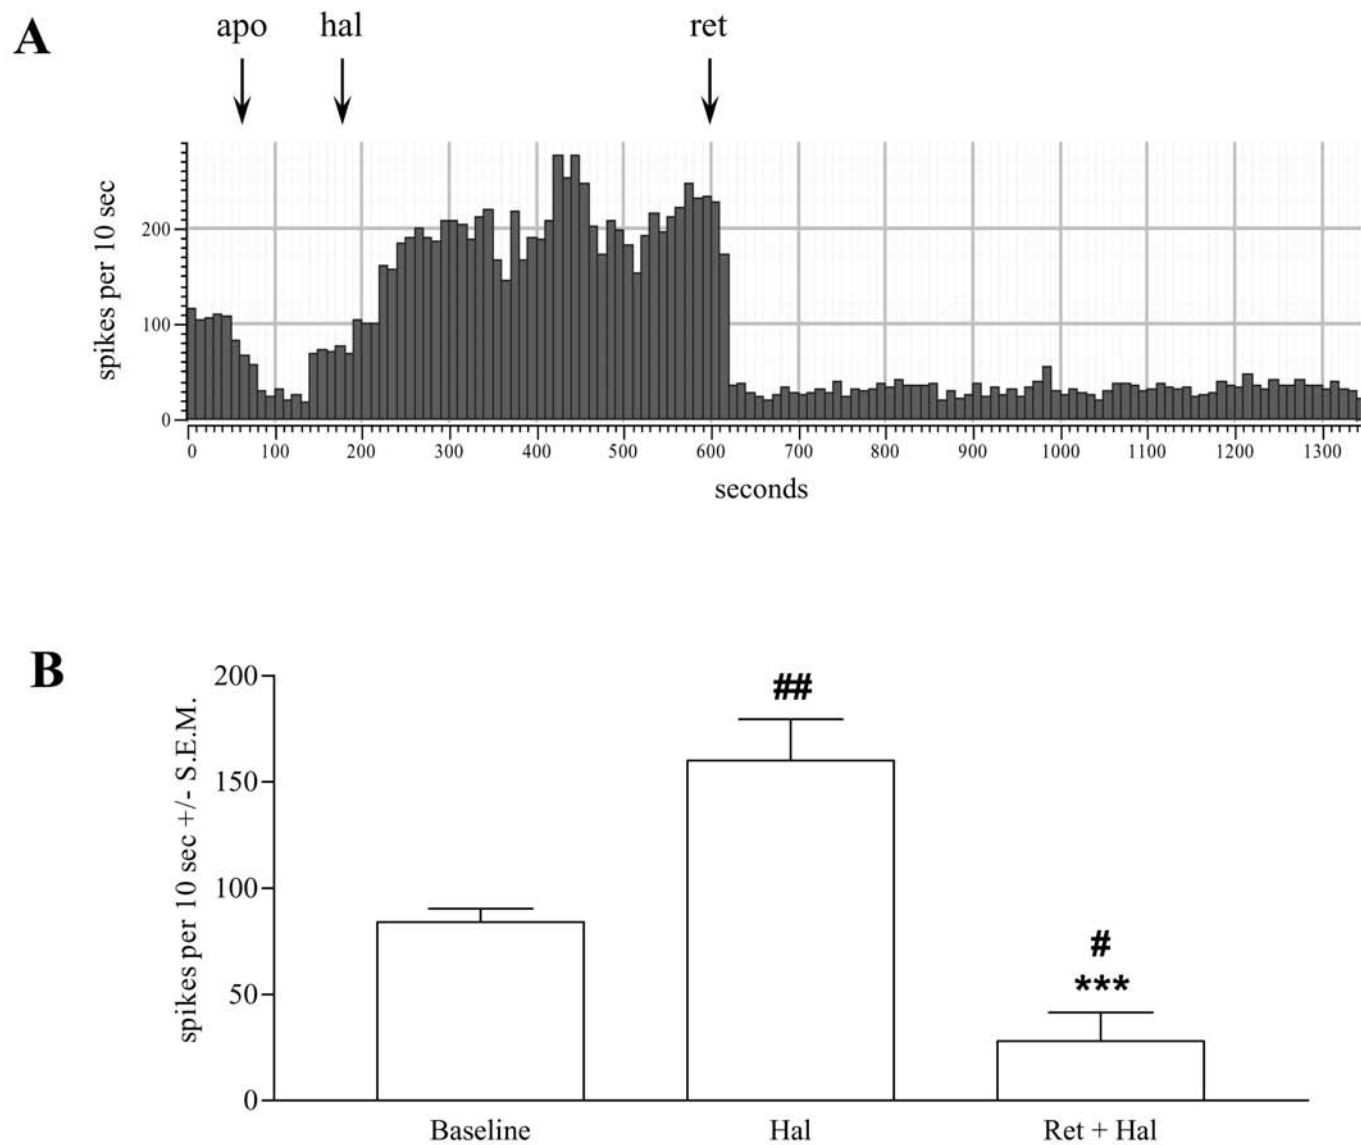 A
apo hal ret
spikes per 10 sec
200
100
0
0 100 200 300 400 500 600 700 800 900 1000 1100 1200 1300
seconds
B
spikes per 10 sec +/- S.E.M.
200
150
100
50
0
##
#
***
Baseline Hal Ret + Hal